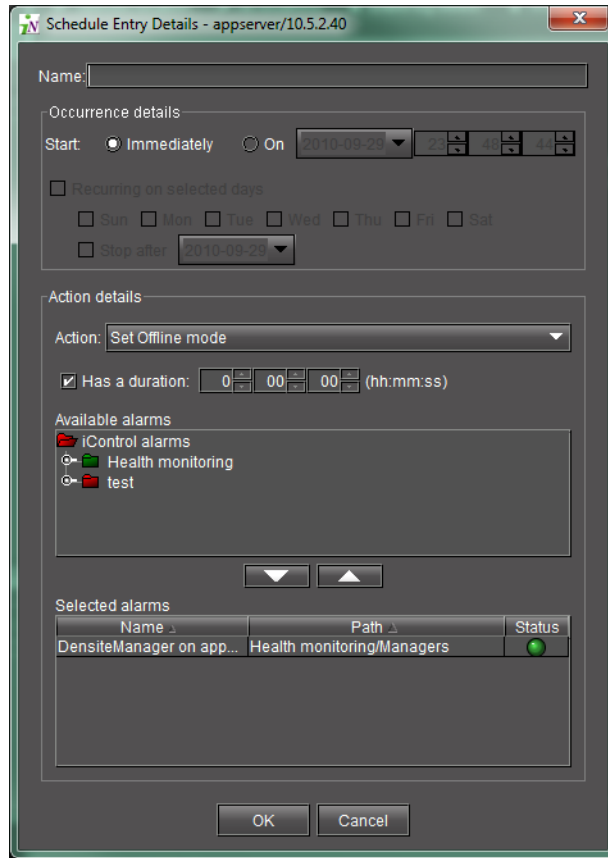 Schedule Entry Details - appserver/10.5.2.40
Name:
Occurrence details
Start: Immediately On 2010-09-29 23 48 44
Recurring on selected days
Sun Mon Tue Wed Thu Fri Sat
Stop after 2010-09-29
Action details
Action: Set Offline mode
Has a duration: 0 00 00 (hh:mm:ss)
Available alarms
iControl alarms
Health monitoring
test
Selected alarms
Name Path Status
DensiteManager on app... Health monitoring/Managers
OK Cancel